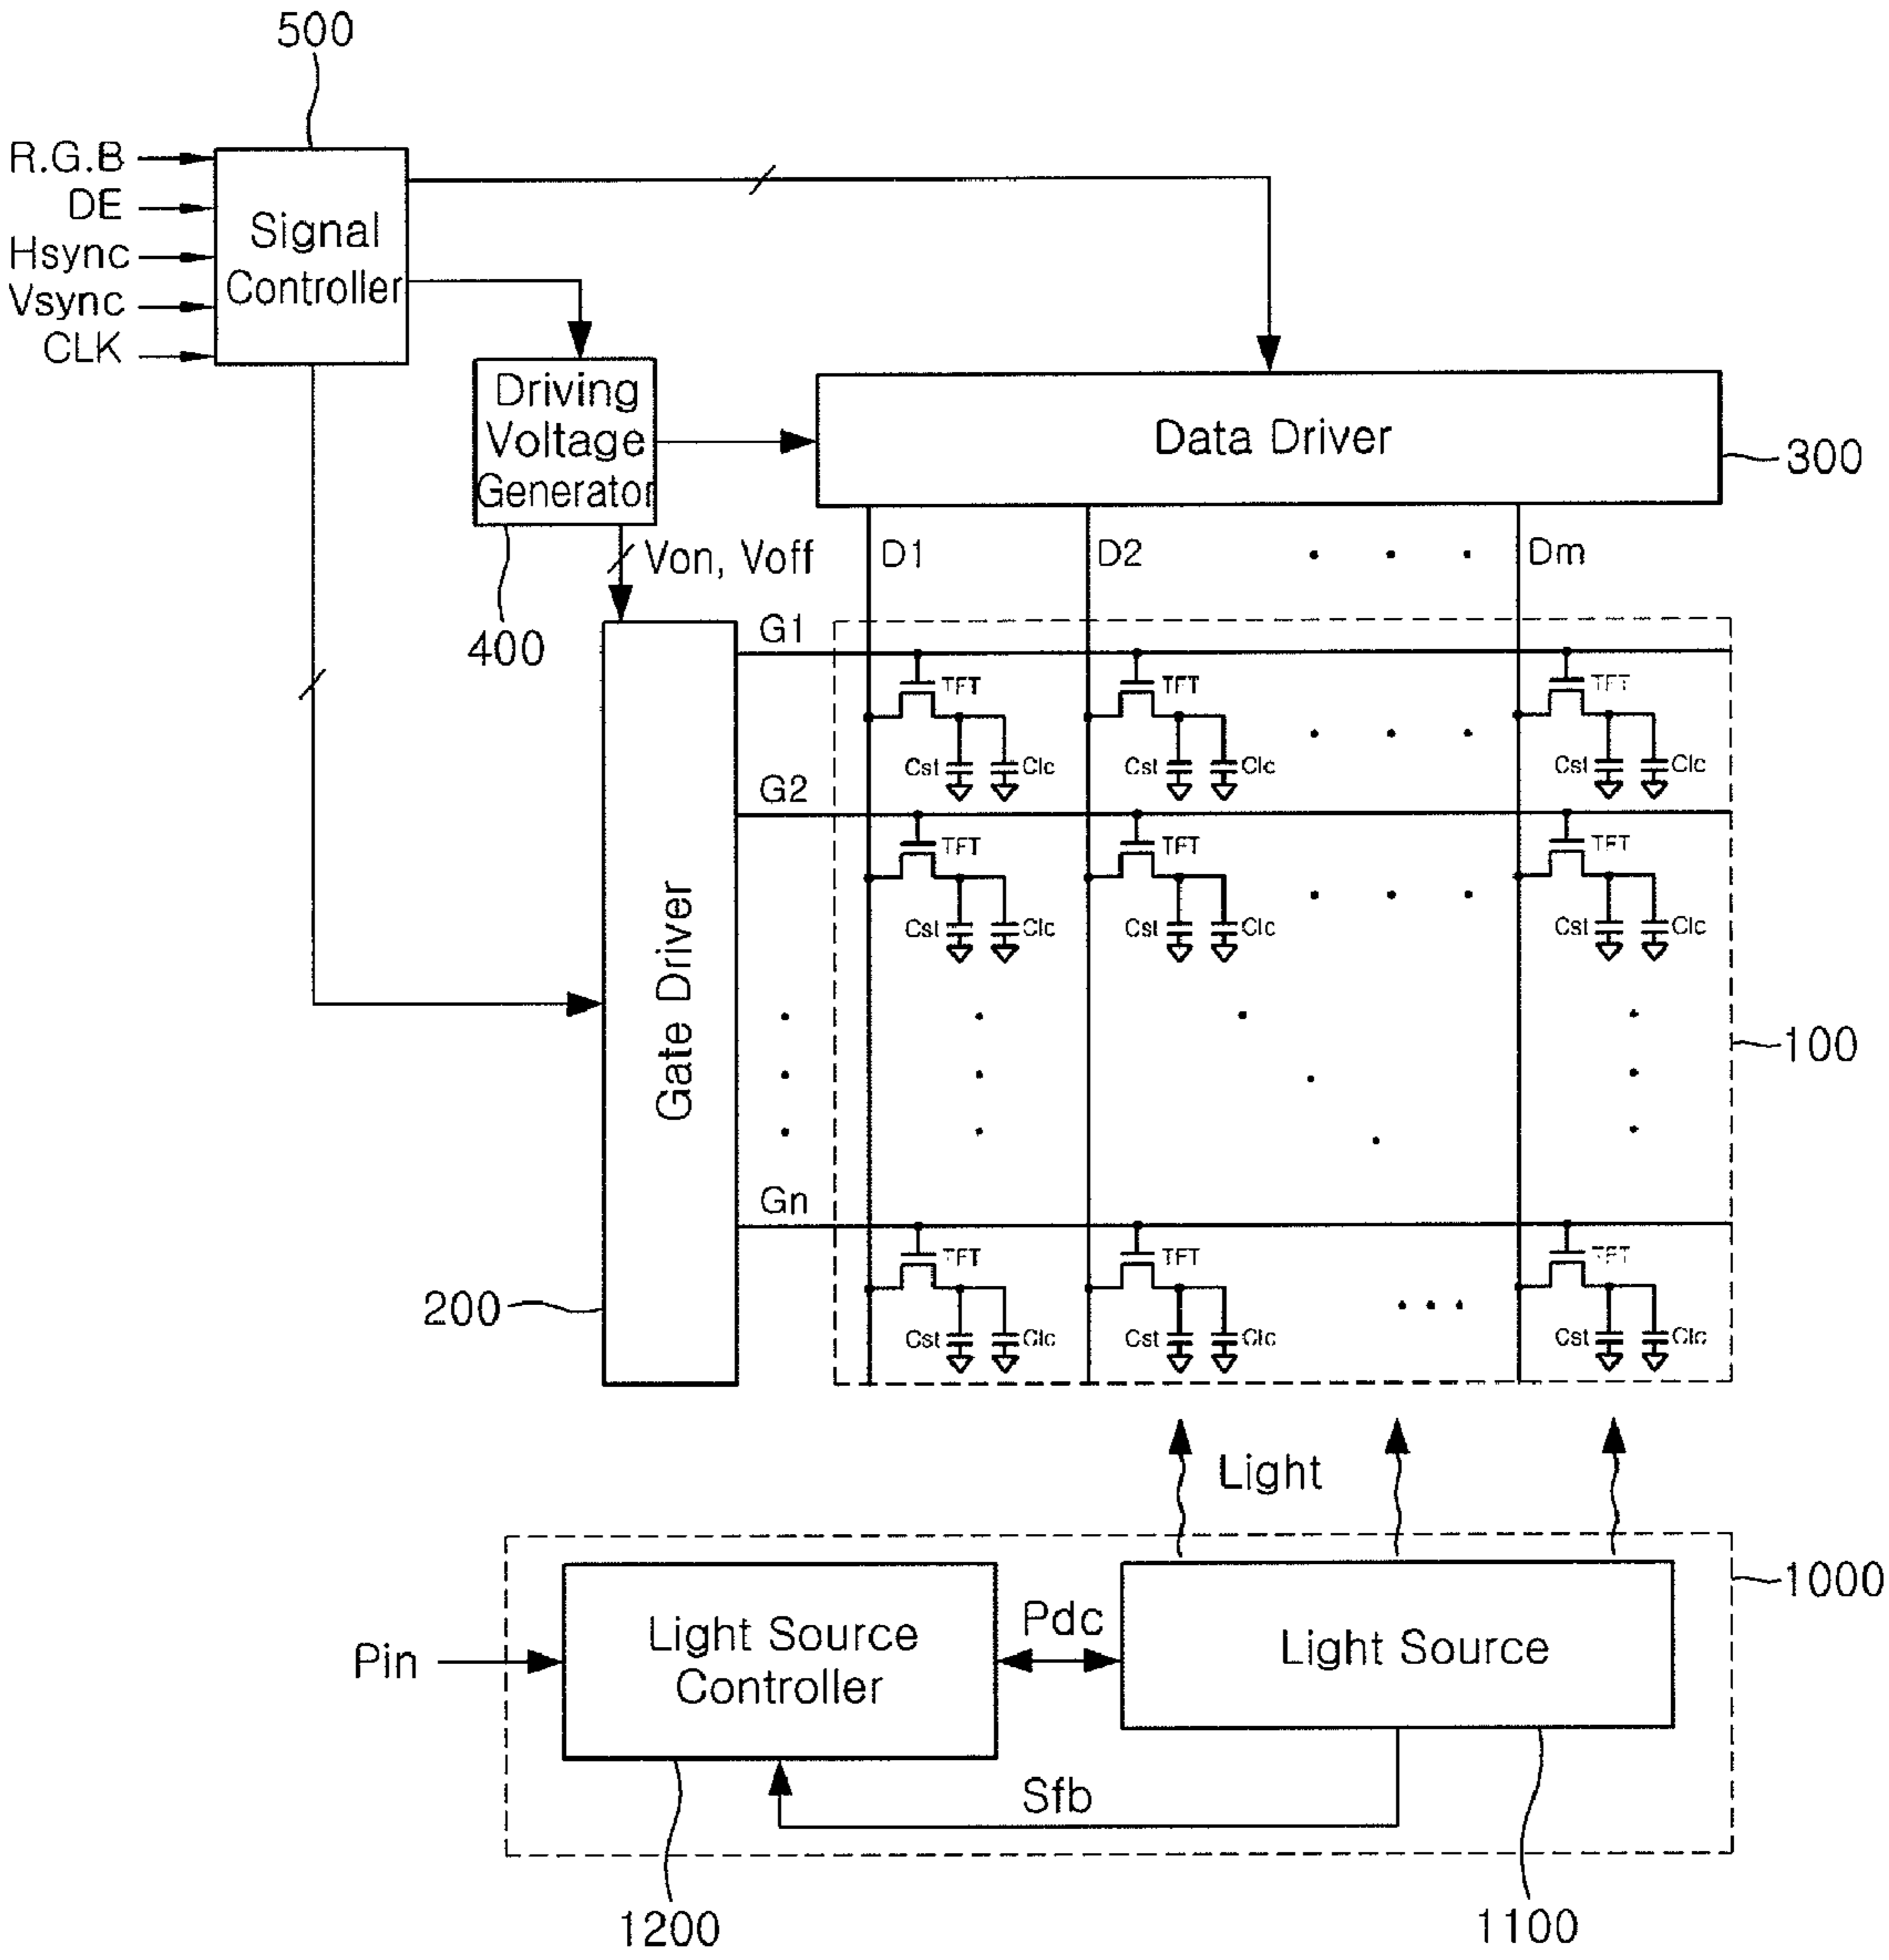 500
R.G.B
DE
Hsync
Vsync
CLK
Signal
Controller
Driving
Voltage
Generator
Data Driver
300
Von, Voff
D1
D2
Dm
400
G1
TFT
TFT
TFT
Cst
Clc
Cst
Clc
Cst
Clc
G2
TFT
TFT
TFT
Cst
Clc
Cst
Clc
Cst
Clc
Gate Driver
100
Gn
TFT
TFT
TFT
200
Cst
Clc
Cst
Clc
Cst
Clc
Light
1000
Pin
Light Source
Controller
Pdc
Light Source
Sfb
1200
1100